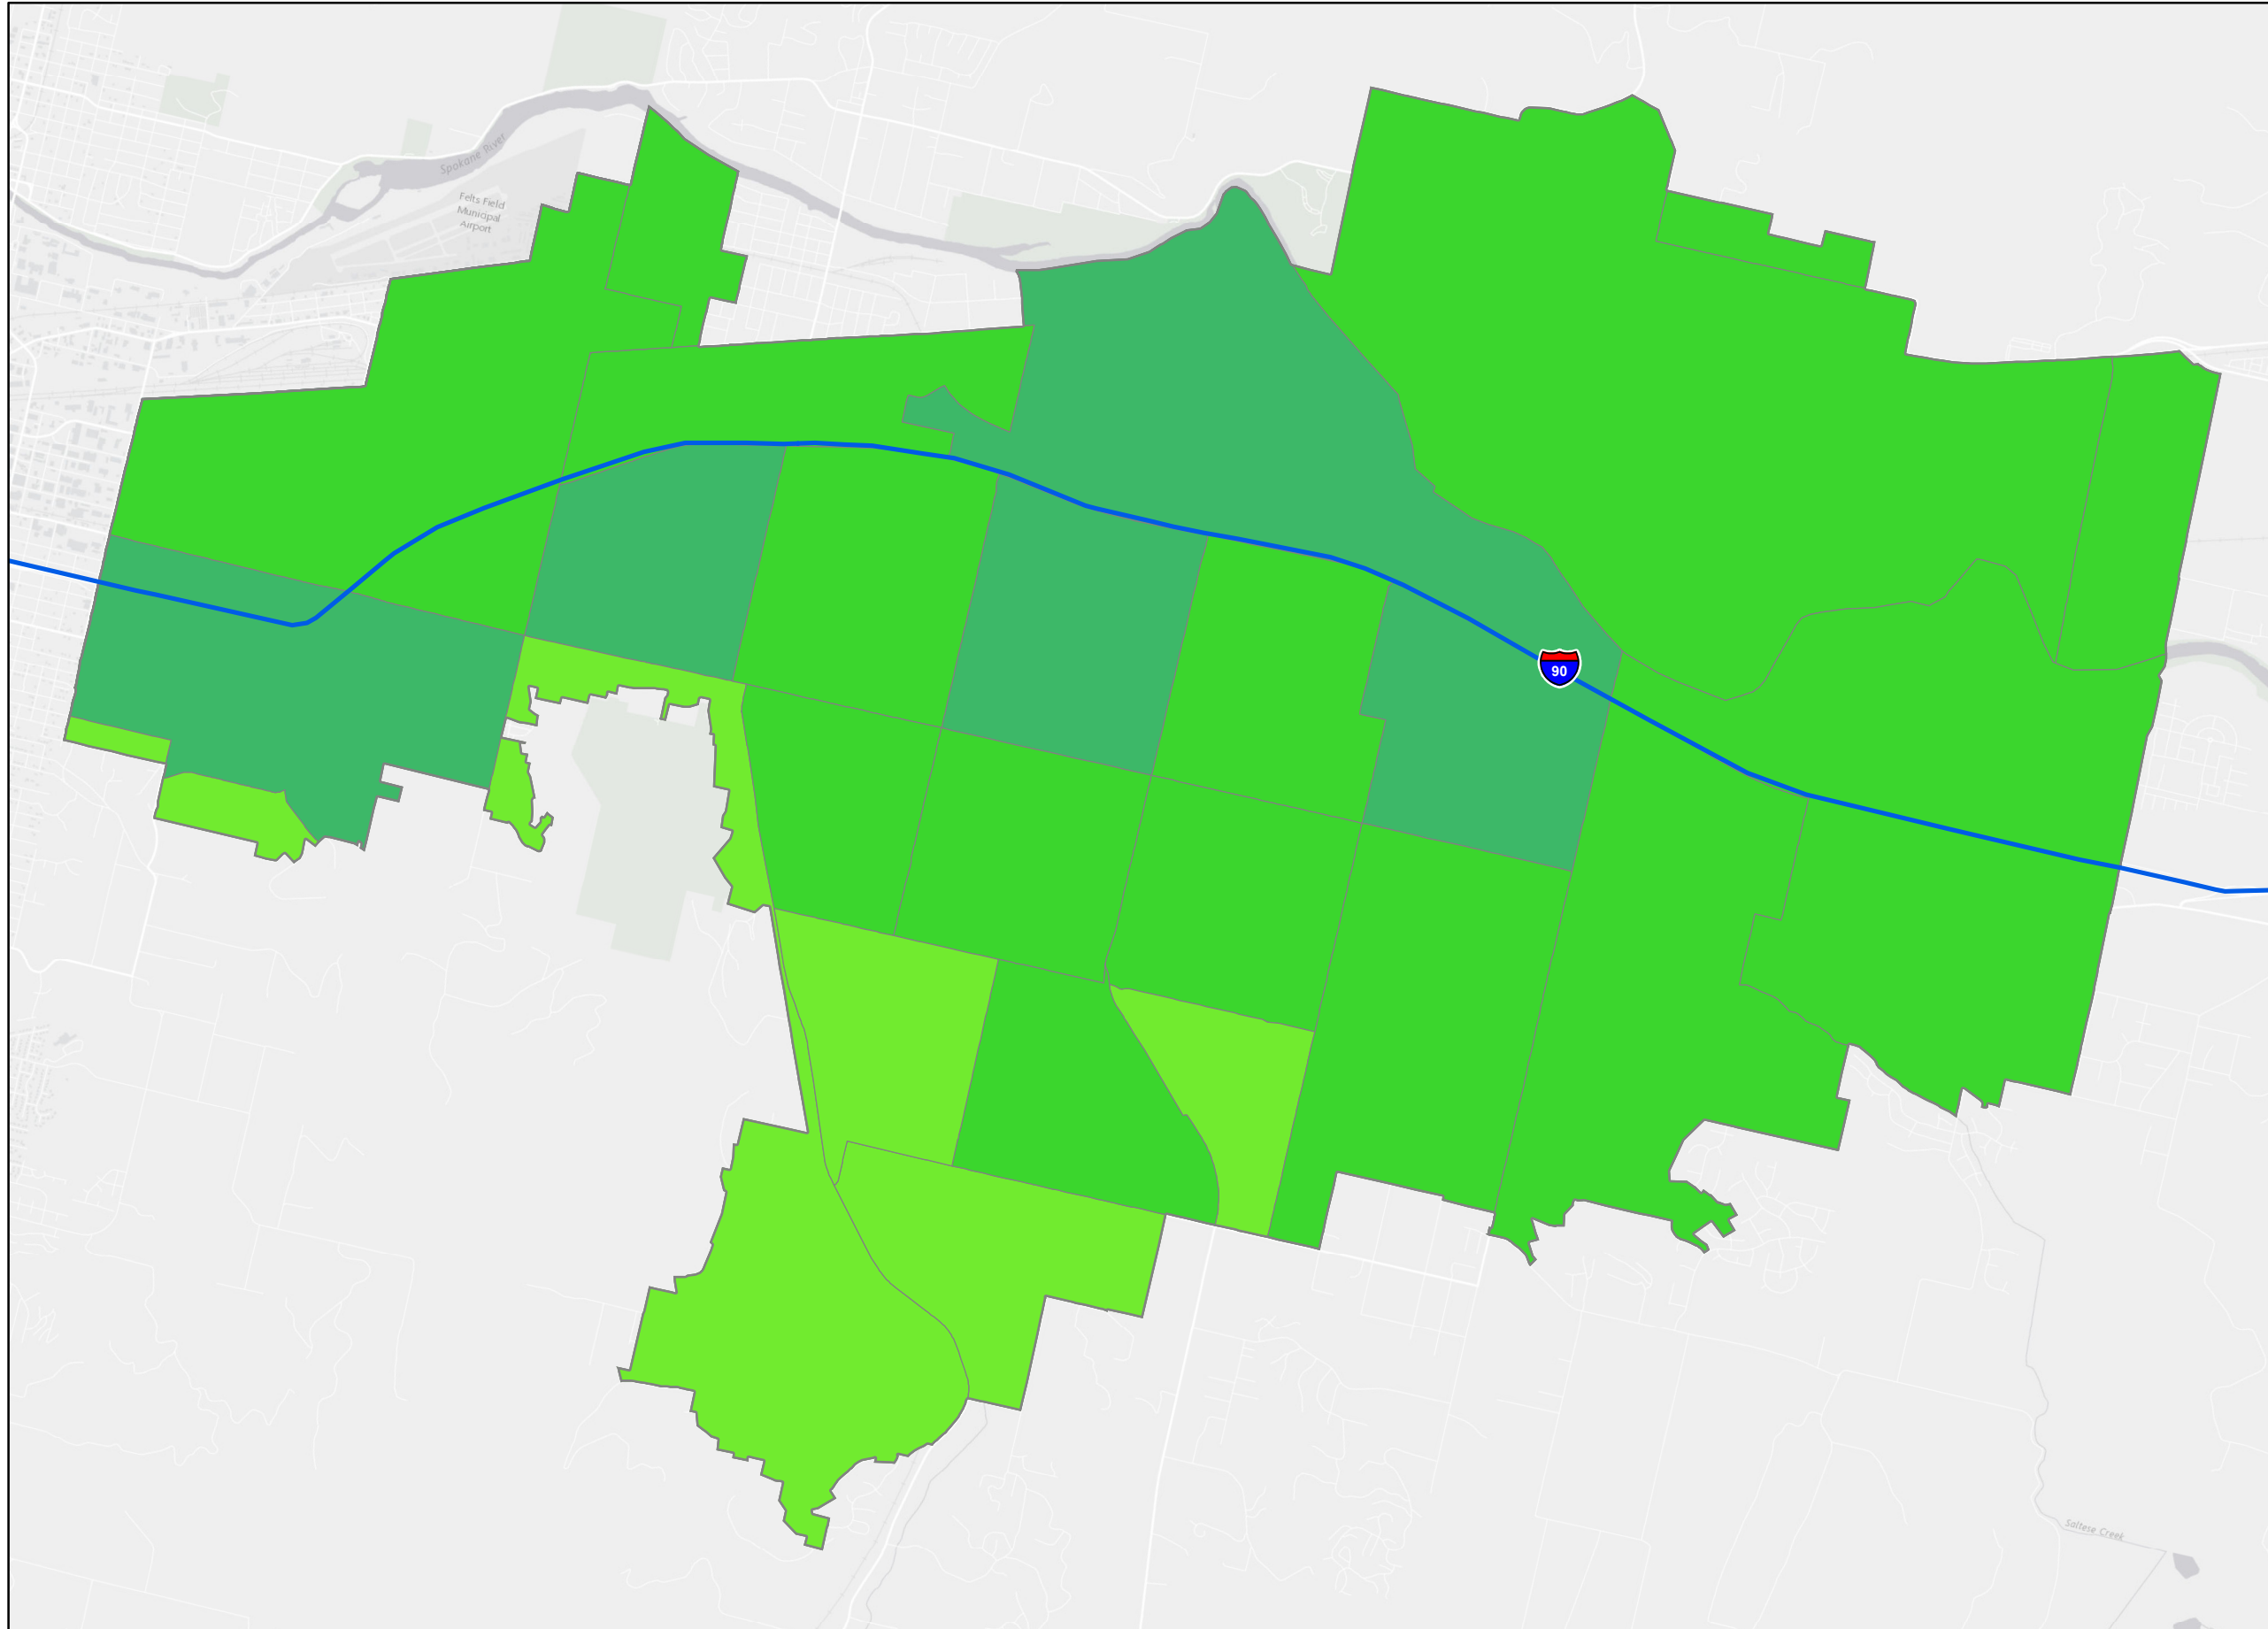 Spokane River
Felts Field
Municipal
Airport
90
Saltese Creek